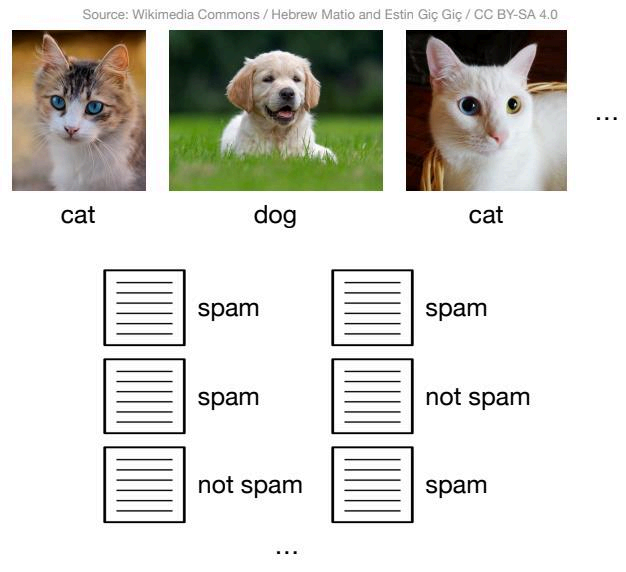 Source: Wikimedia Commons / Hebrew Matio and Estin Giç Giç / CC BY-SA 4.0
...
cat dog cat
spam spam
spam not spam
not spam spam
...